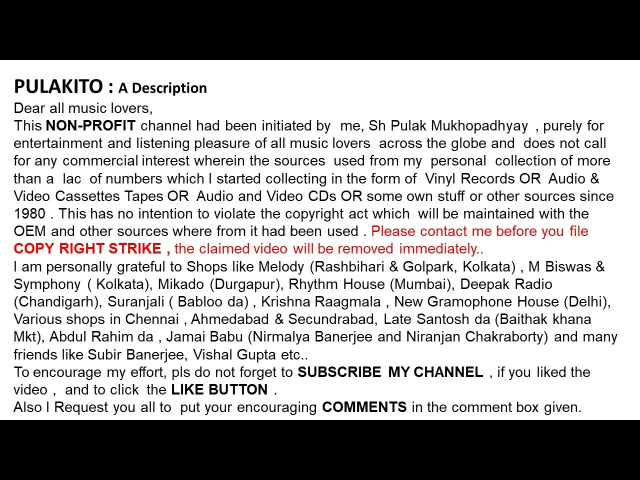 PULAKITO : A Description
Dear all music lovers,
This NON-PROFIT channel had been initiated by me, Sh Pulak Mukhopadhyay , purely for
entertainment and listening pleasure of all music lovers across the globe and does not call
for any commercial interest wherein the sources used from my personal collection of more
than a lac of numbers which I started collecting in the form of Vinyl Records OR Audio &
Video Cassettes Tapes OR Audio and Video CDs OR some own stuff or other sources since
1980 . This has no intention to violate the copyright act which will be maintained with the
OEM and other sources where from it had been used . Please contact me before you file
COPY RIGHT STRIKE , the claimed video will be removed immediately..
I am personally grateful to Shops like Melody (Rashbihari & Golpark, Kolkata) , M Biswas &
Symphony ( Kolkata), Mikado (Durgapur), Rhythm House (Mumbai), Deepak Radio
(Chandigarh), Suranjali ( Babloo da) , Krishna Raagmala , New Gramophone House (Delhi),
Various shops in Chennai , Ahmedabad & Secundrabad, Late Santosh da (Baithak khana
Mkt), Abdul Rahim da , Jamai Babu (Nirmalya Banerjee and Niranjan Chakraborty) and many
friends like Subir Banerjee, Vishal Gupta etc..
To encourage my effort, pls do not forget to SUBSCRIBE MY CHANNEL , if you liked the
video , and to click the LIKE BUTTON .
Also I Request you all to put your encouraging COMMENTS in the comment box given.